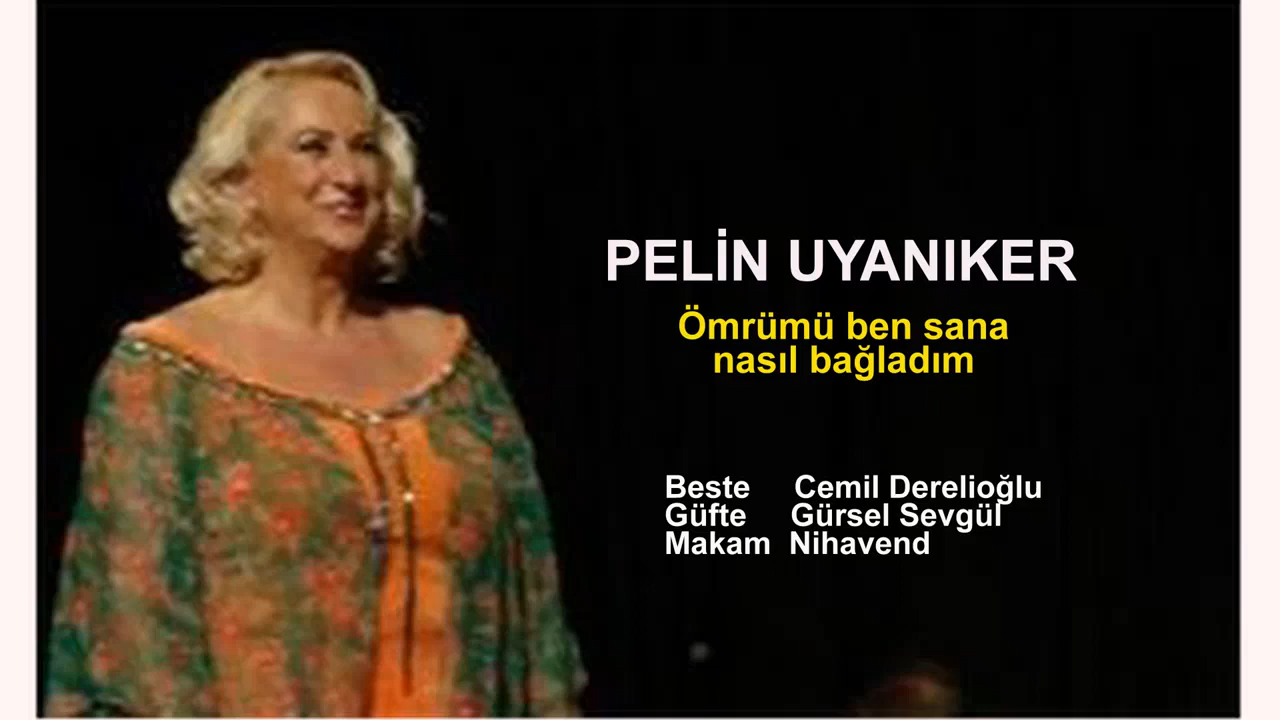 PELİN UYANIKER
Ömrümü ben sana
nasıl bağladım
Beste Cemil Derelioğlu
Güfte Gürsel Sevgül
Makam Nihavend